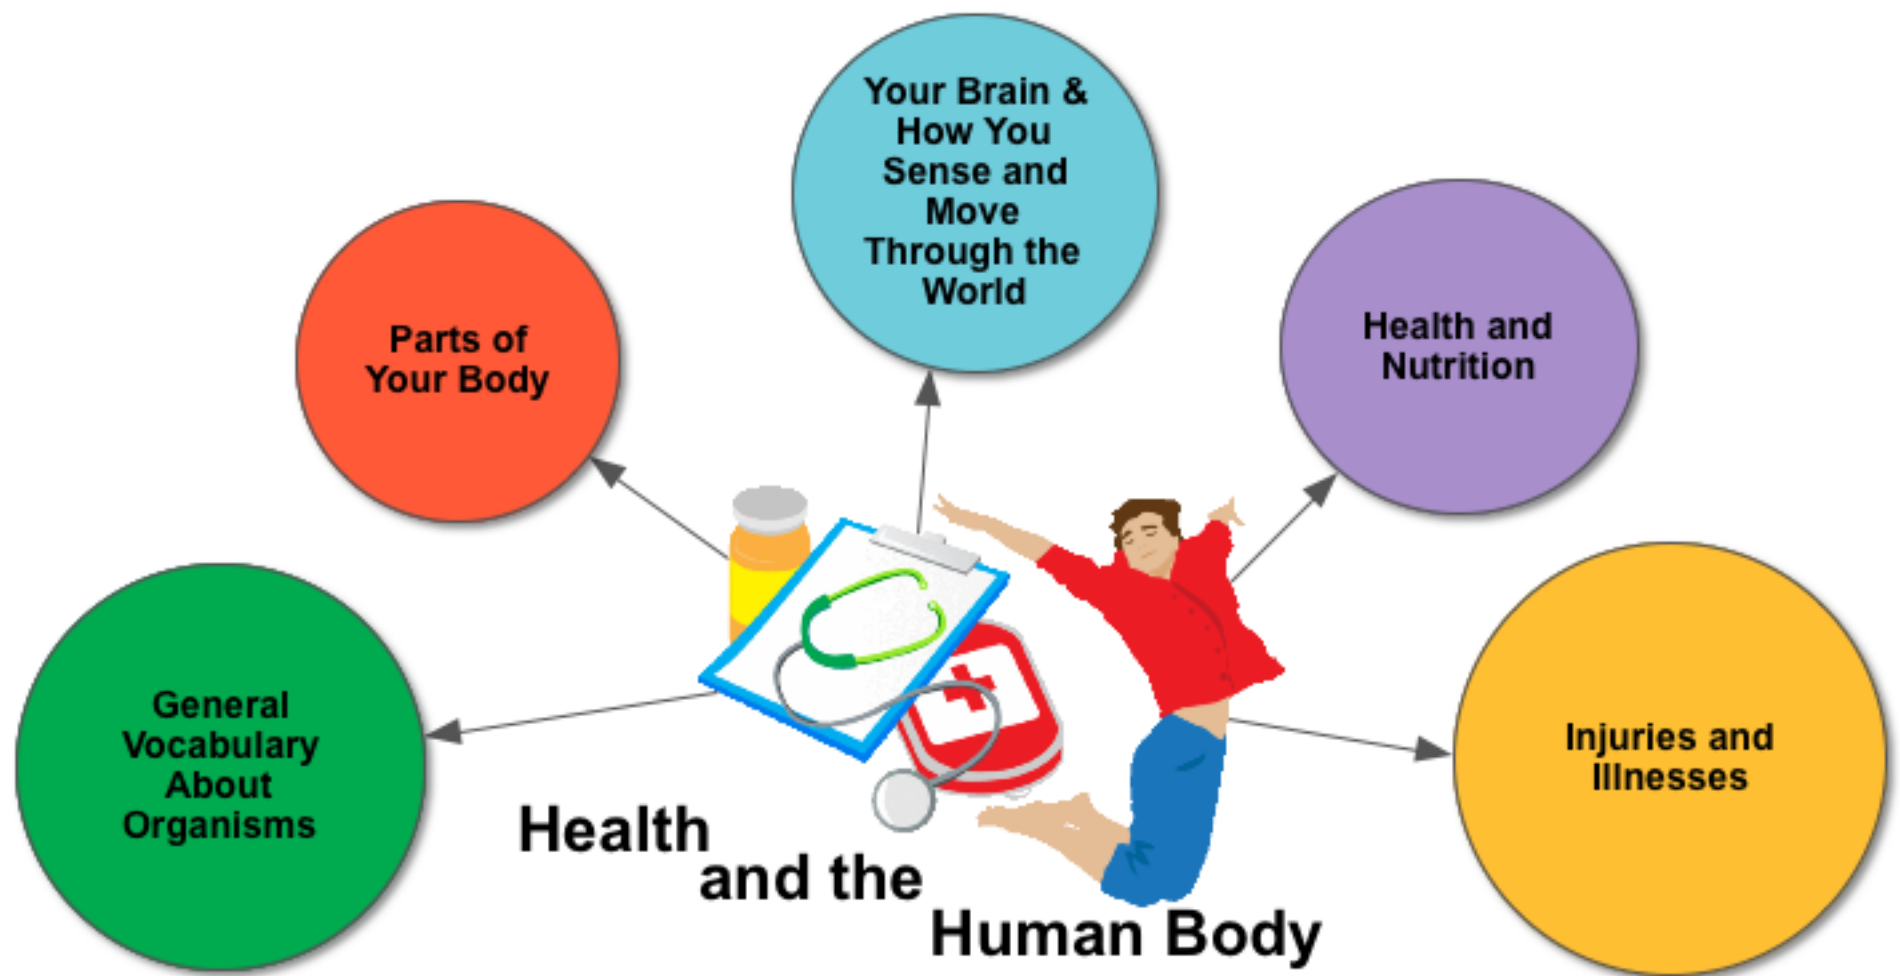 Your Brain &
How You
Sense and
Move
Through the
World
Parts of
Your Body
Health and
Nutrition
General
Vocabulary
About
Organisms
Injuries and
Illnesses
Health
and the
Human Body